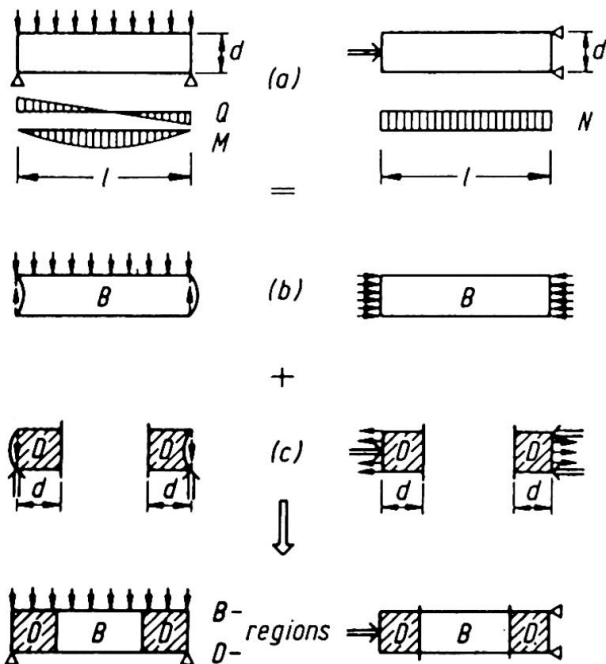 d (a) d
Q
M N
l l
=
B (b) B
+
D D (c) D D
d d d d
D B D B- regions D- D B D